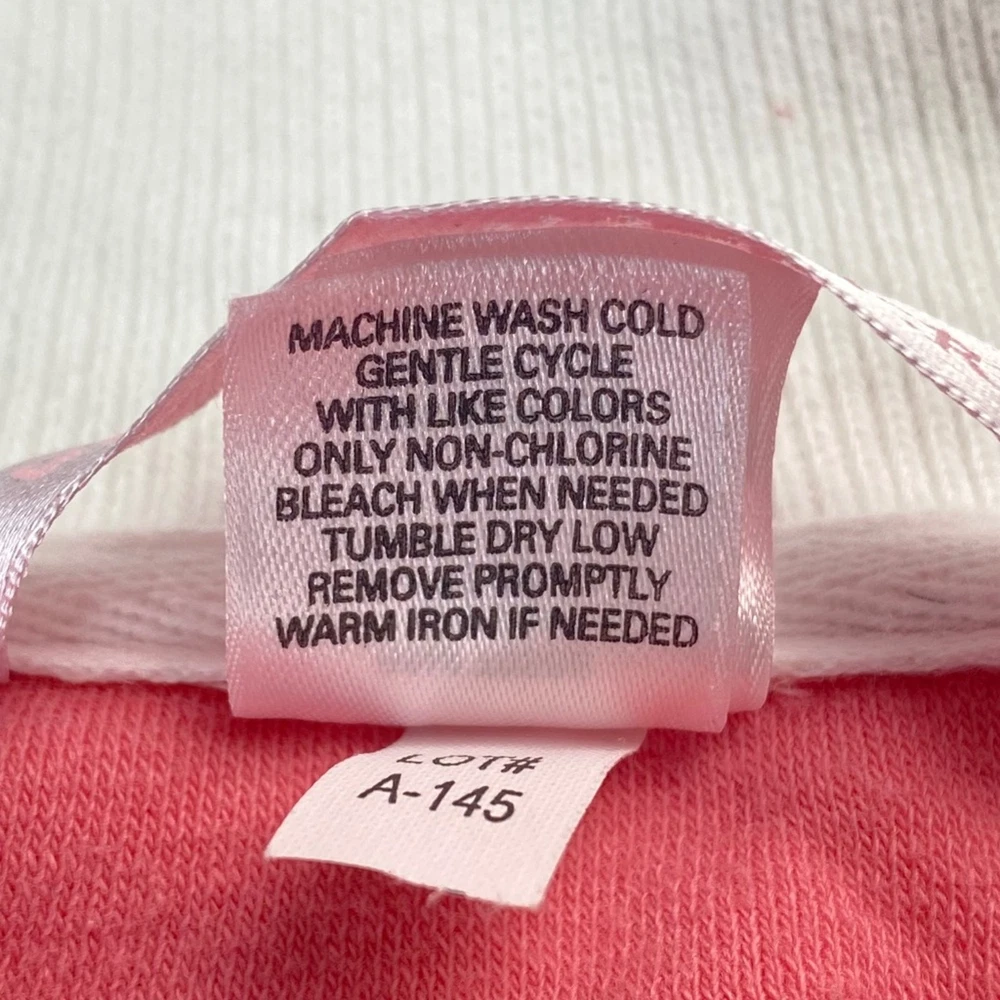 MACHINE WASH COLD
GENTLE CYCLE
WITH LIKE COLORS
ONLY NON-CHLORINE
BLEACH WHEN NEEDED
TUMBLE DRY LOW
REMOVE PROMPTLY
WARM IRON IF NEEDED
LOT#
A-145